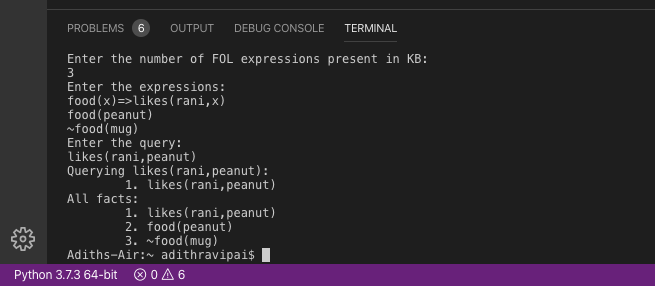 PROBLEMS 6 OUTPUT DEBUG CONSOLE TERMINAL
Enter the number of FOL expressions present in KB:
3
Enter the expressions:
food(x)=>likes(rani,x)
food(peanut)
~food(mug)
Enter the query:
likes(rani,peanut)
Querying likes(rani,peanut):
1. likes(rani,peanut)
All facts:
1. likes(rani,peanut)
2. food(peanut)
3. ~food(mug)
Adiths-Air:~ adithravipai$
Python 3.7.3 64-bit 0 6